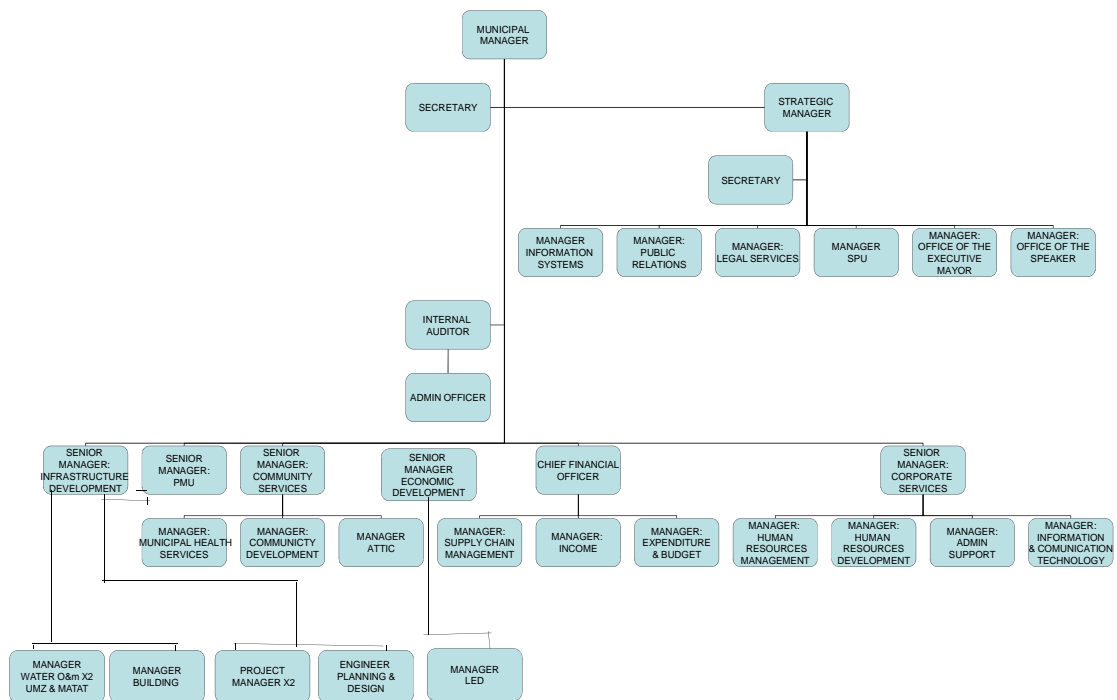 MUNICIPAL
MANAGER
SECRETARY
STRATEGIC
MANAGER
SECRETARY
MANAGER
INFORMATION
SYSTEMS
MANAGER:
PUBLIC
RELATIONS
MANAGER:
LEGAL SERVICES
MANAGER
SPU
MANAGER:
OFFICE OF THE
EXECUTIVE
MAYOR
MANAGER:
OFFICE OF THE
SPEAKER
INTERNAL
AUDITOR
ADMIN OFFICER
SENIOR
MANAGER:
INFRASTRUCTURE
DEVELOPMENT
SENIOR
MANAGER:
PMU
SENIOR
MANAGER:
COMMUNITY
SERVICES
SENIOR
MANAGER
ECONOMIC
DEVELOPMENT
CHIEF FINANCIAL
OFFICER
SENIOR
MANAGER:
CORPORATE
SERVICES
MANAGER:
MUNICIPAL HEALTH
SERVICES
MANAGER:
COMMUNICTY
DEVELOPMENT
MANAGER
ATTIC
MANAGER:
SUPPLY CHAIN
MANAGEMENT
MANAGER:
INCOME
MANAGER:
EXPENDITURE
& BUDGET
MANAGER:
HUMAN
RESOURCES
MANAGEMENT
MANAGER:
HUMAN
RESOURCES
DEVELOPMENT
MANAGER:
ADMIN
SUPPORT
MANAGER:
INFORMATION
& COMUNICATION
TECHNOLOGY
MANAGER
WATER O&m X2
UMZ & MATAT
MANAGER
BUILDING
PROJECT
MANAGER X2
ENGINEER
PLANNING &
DESIGN
MANAGER
LED